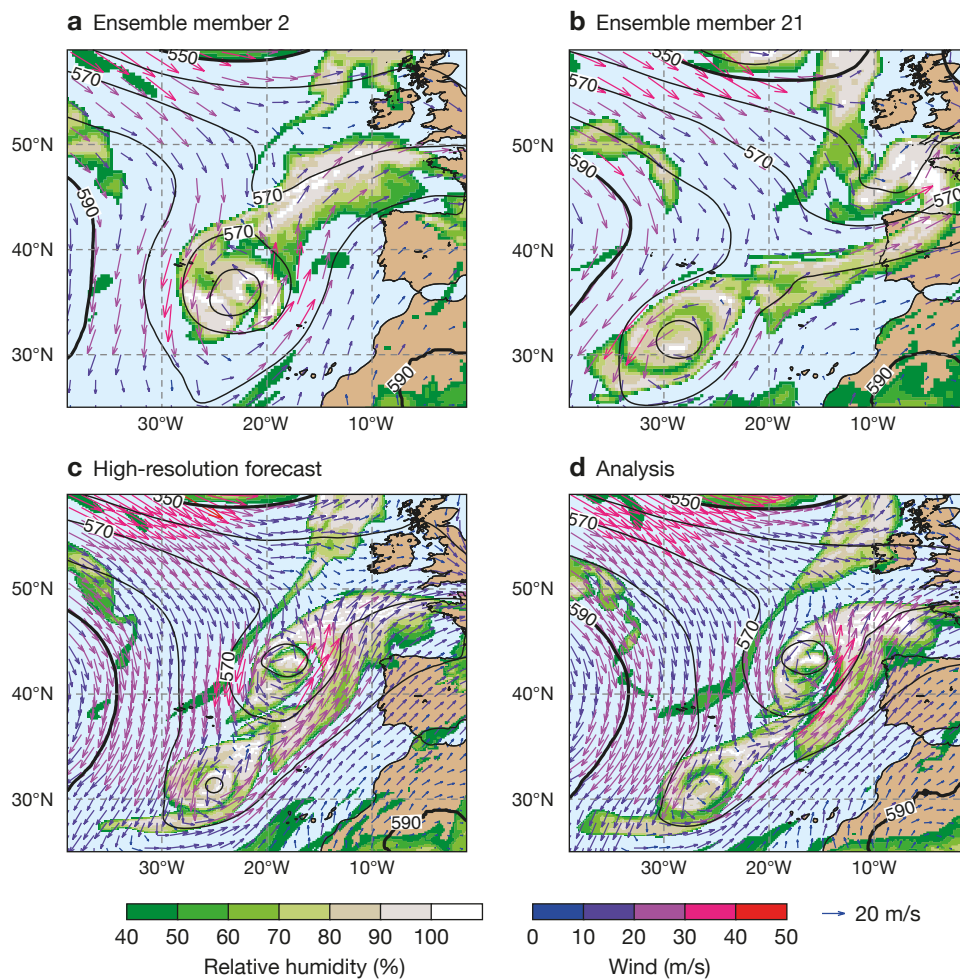 a Ensemble member 2
b Ensemble member 21
550
570
590
570
570
590
50°N
40°N
30°N
30°W 20°W 10°W
570
570
590
570
590
50°N
40°N
30°N
30°W 20°W 10°W
c High-resolution forecast
d Analysis
550
570
590
570
590
50°N
40°N
30°N
30°W 20°W 10°W
550
570
590
570
590
50°N
40°N
30°N
30°W 20°W 10°W
40 50 60 70 80 90 100
Relative humidity (%)
0 10 20 30 40 50
Wind (m/s)
20 m/s